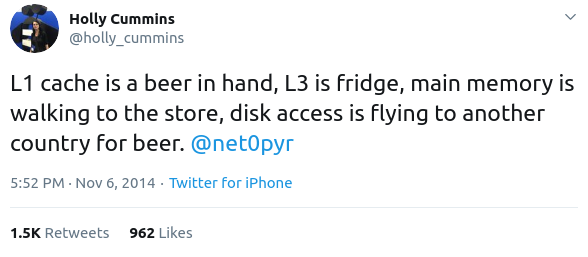 Holly Cummins
@holly_cummins
L1 cache is a beer in hand, L3 is fridge, main memory is
walking to the store, disk access is flying to another
country for beer. @net0pyr
5:52 PM · Nov 6, 2014 · Twitter for iPhone
1.5K Retweets 962 Likes